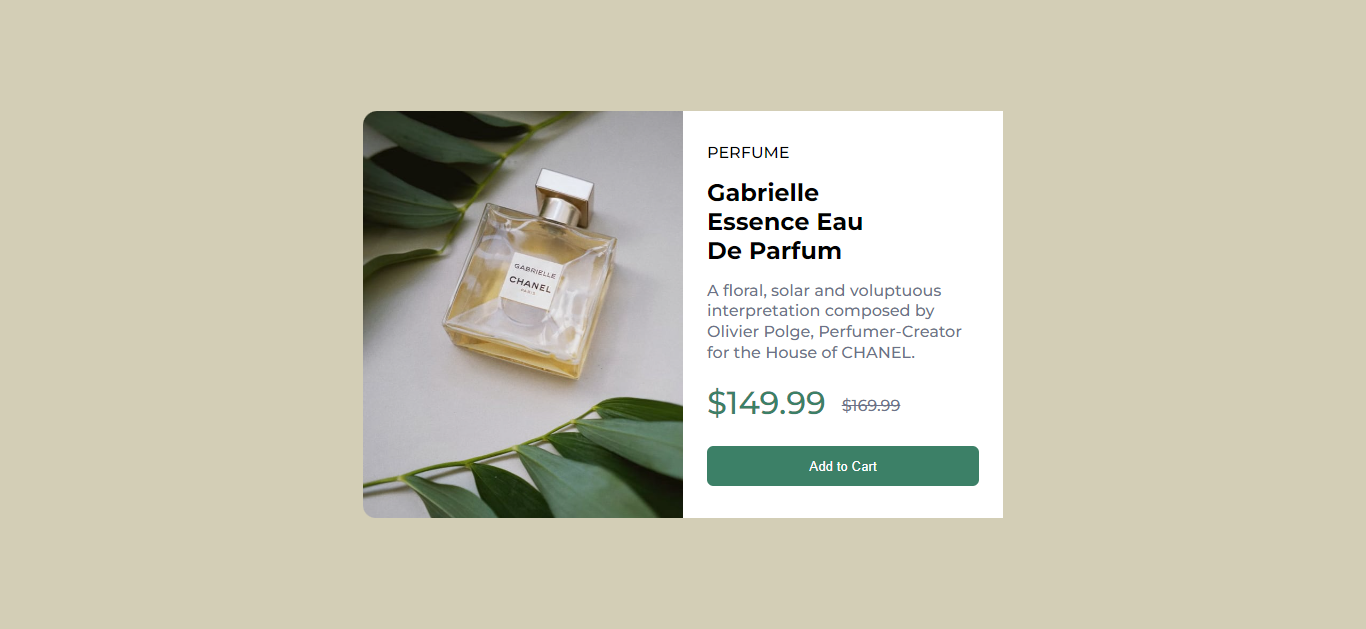 GABRIELLE
CHANEL
PARIS
PERFUME
Gabrielle
Essence Eau
De Parfum
A floral, solar and voluptuous
interpretation composed by
Olivier Polge, Perfumer-Creator
for the House of CHANEL.
$149.99 $169.99
Add to Cart